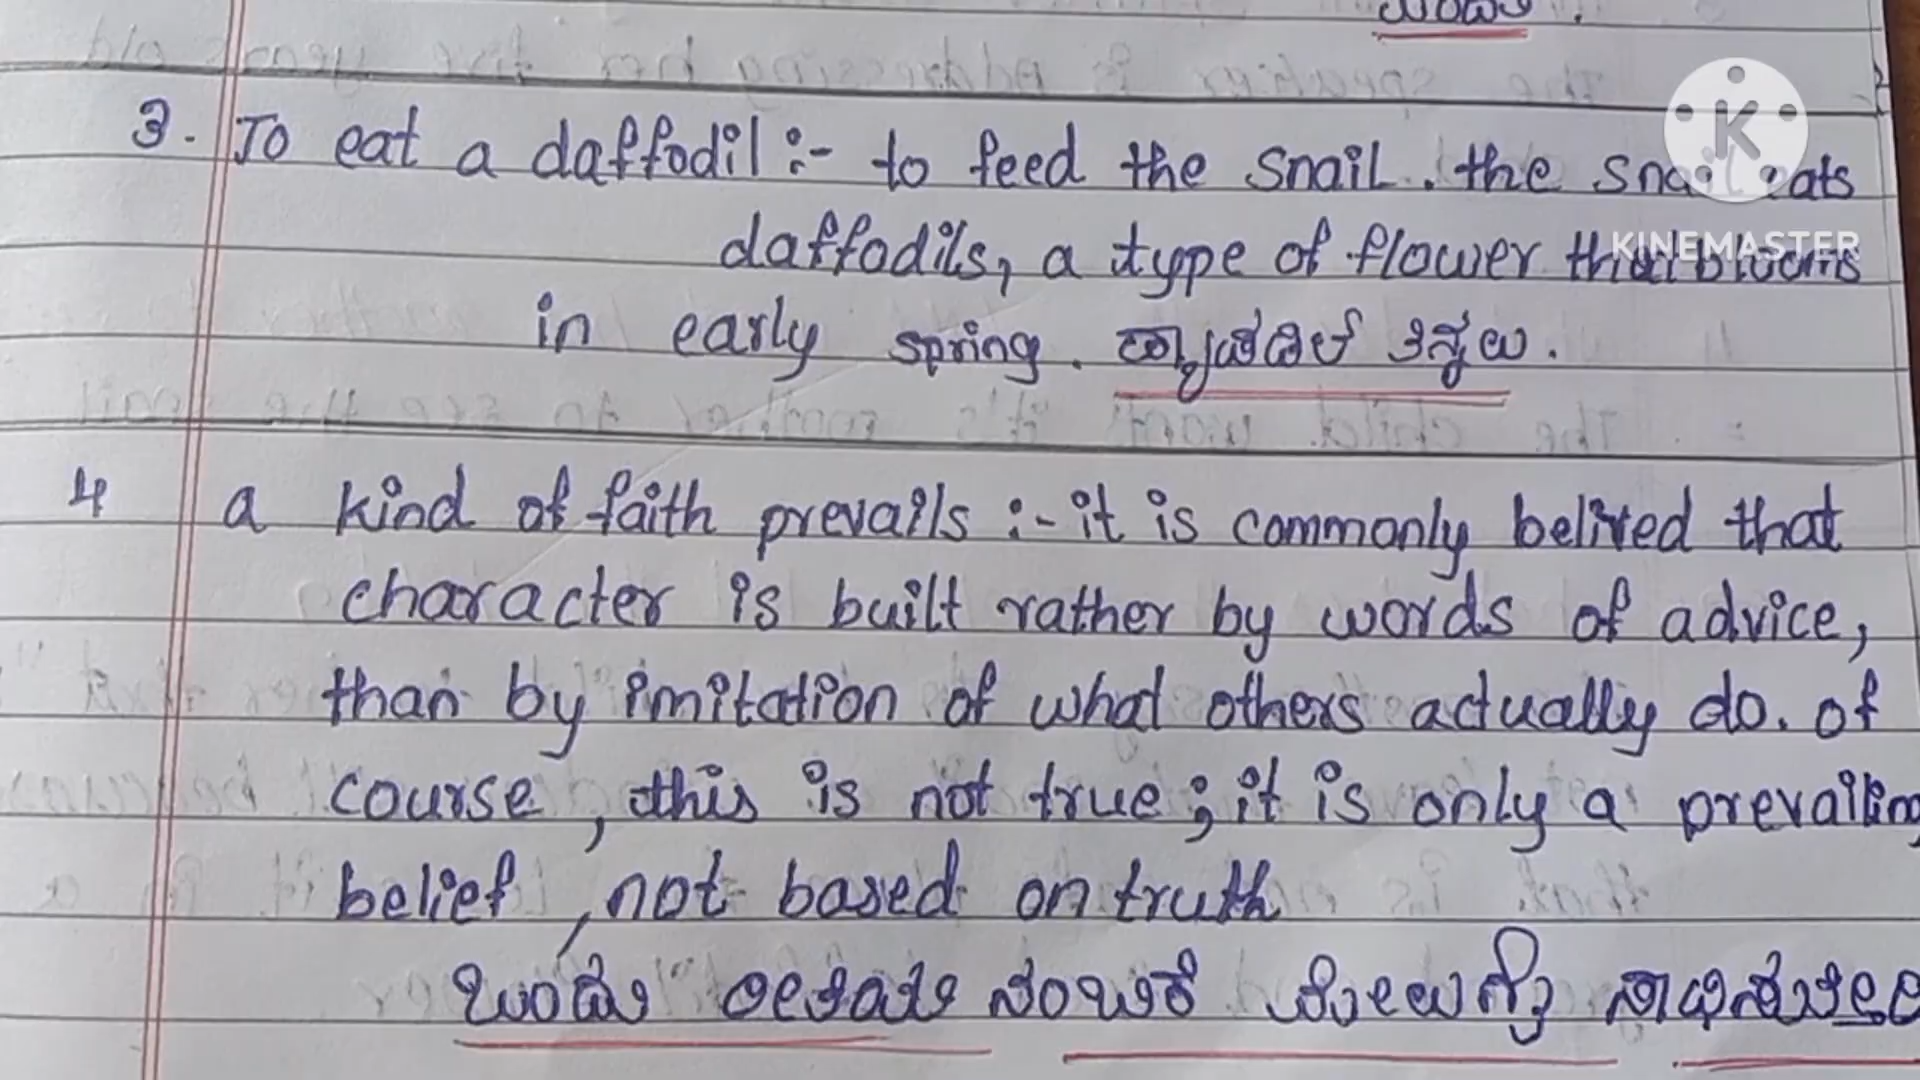 3. To eat a daffodil :- to feed the snail. the snail eats
KINEMASTER
daffodils, a type of flower that blooms
in early spring. ಡ್ಯಾಫಡಿಲ್ ತಿನ್ನಲು.
4 a kind of faith prevails :- it is commonly belived that
character is built rather by words of advice,
than by imitation of what others actually do. of
course, this is not true; it is only a prevailing
belief, not based on truth
ಒಂದು ರೀತಿಯ ನಂಬಿಕೆ